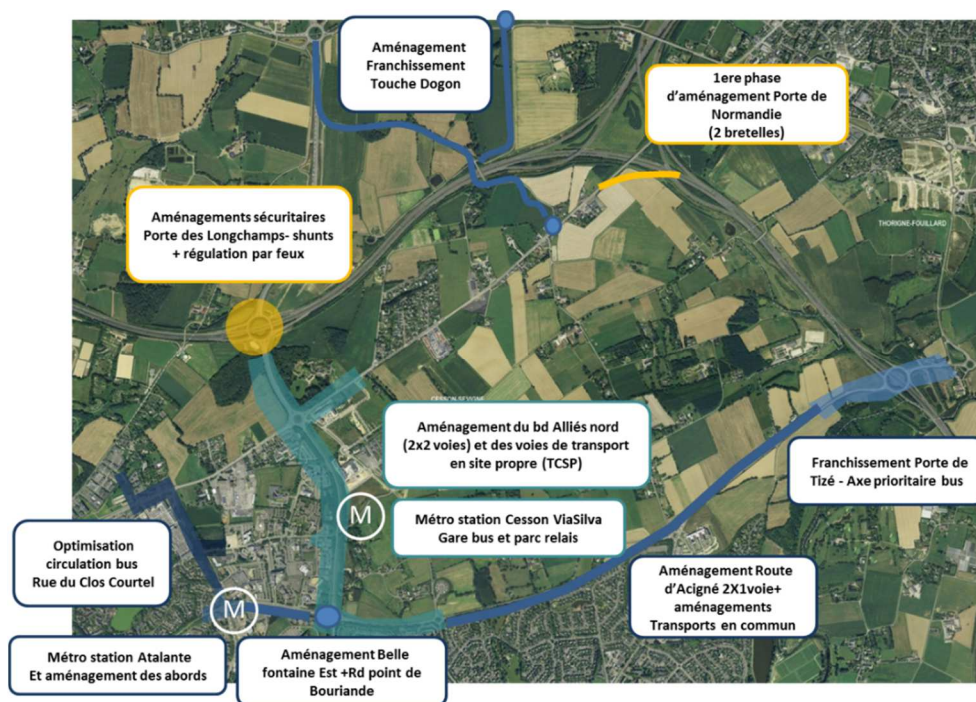 Aménagement
Franchissement
Touche Dogon
1ere phase
d'aménagement Porte de
Normandie
(2 bretelles)
Aménagements sécuritaires
Porte des Longchamps- shunts
+ régulation par feux
THORIGNE-FOUILLARD
CESSON-SEVIGNE
Aménagement du bd Alliés nord
(2x2 voies) et des voies de transport
en site propre (TCSP)
Franchissement Porte de
Tizé - Axe prioritaire bus
M
Métro station Cesson ViaSilva
Gare bus et parc relais
Optimisation
circulation bus
Rue du Clos Courtel
Aménagement Route
d'Acigné 2X1voie+
aménagements
Transports en commun
M
Métro station Atalante
Et aménagement des abords
Aménagement Belle
fontaine Est +Rd point de
Bouriande